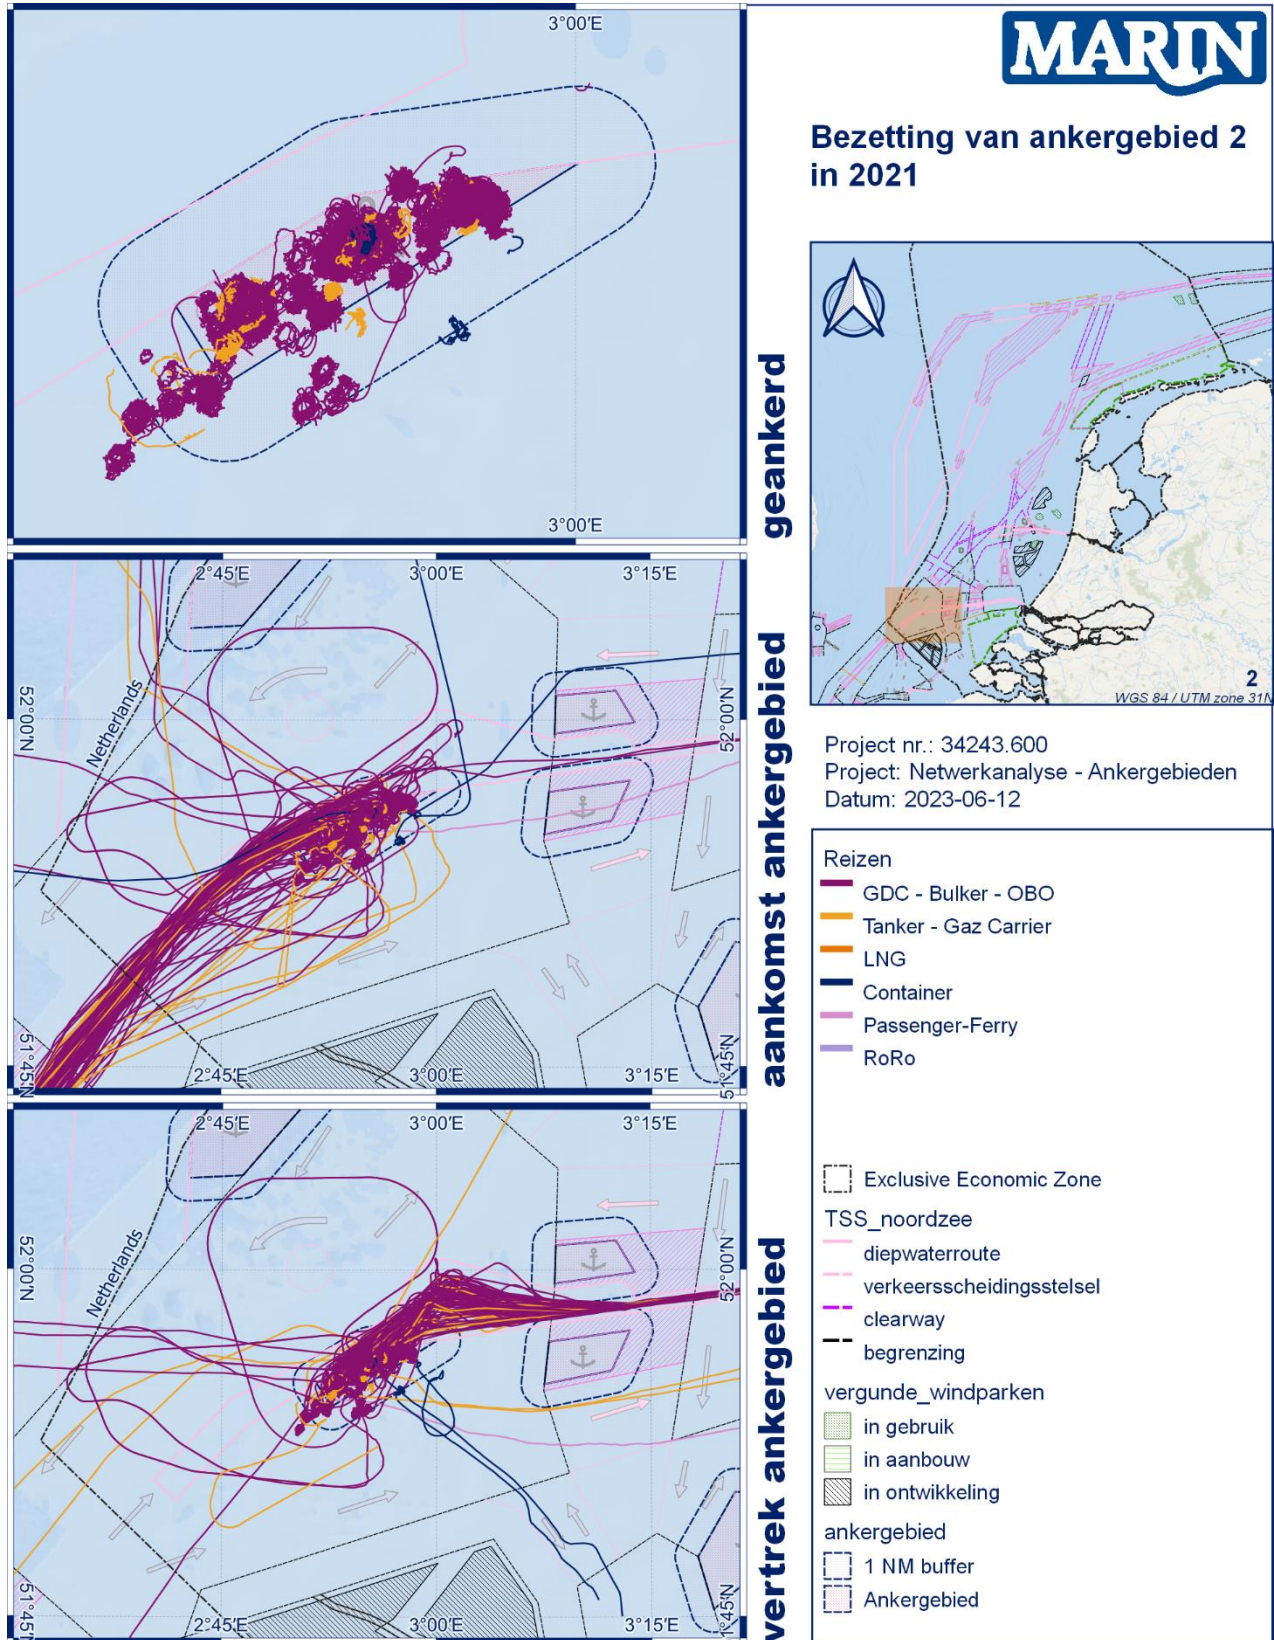 3°00'E
3°00'E
geankerd
2°45'E
3°00'E
3°15'E
52°00'N
52°00'N
Netherlands
51°45'N
51°45'N
2°45'E
3°00'E
3°15'E
aankomst ankergebied
2°45'E
3°00'E
3°15'E
52°00'N
52°00'N
Netherlands
51°45'
1°45'N
2°45'E
3°00'E
3°15'E
vertrek ankergebied
MARIN
Bezetting van ankergebied 2
in 2021
2
WGS 84 / UTM zone 31N
Project nr.: 34243.600
Project: Netwerkanalyse - Ankergebieden
Datum: 2023-06-12
Reizen
GDC - Bulker - OBO
Tanker - Gaz Carrier
LNG
Container
Passenger-Ferry
RoRo
Exclusive Economic Zone
TSS_noordzee
diepwaterroute
verkeersscheidingsstelsel
clearway
begrenzing
vergunde_windparken
in gebruik
in aanbouw
in ontwikkeling
ankergebied
1 NM buffer
Ankergebied